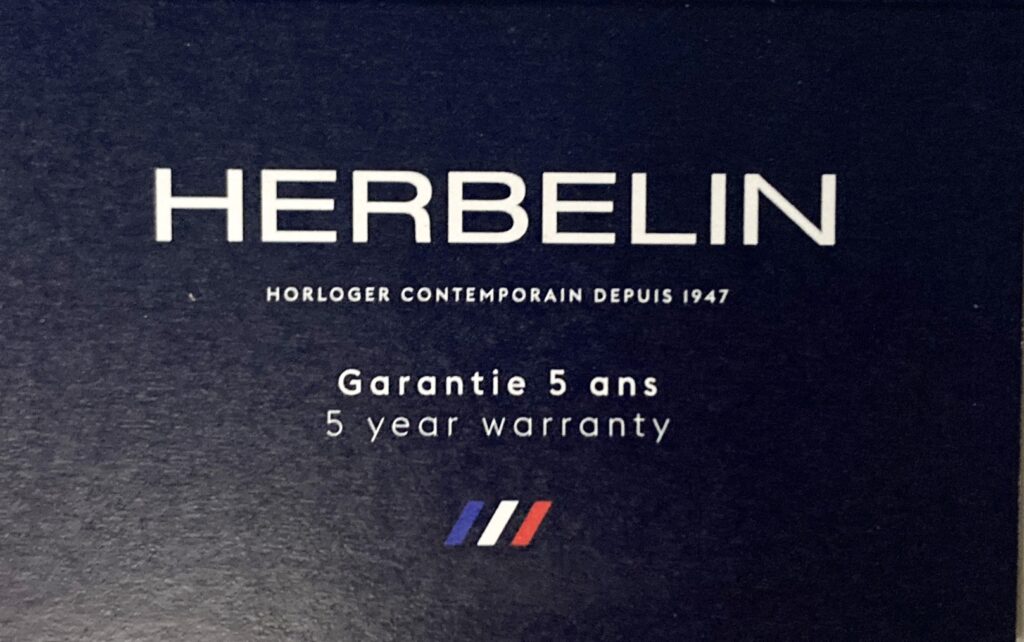 HERBELIN
HORLOGER CONTEMPORAIN DEPUIS 1947
Garantie 5 ans
5 year warranty